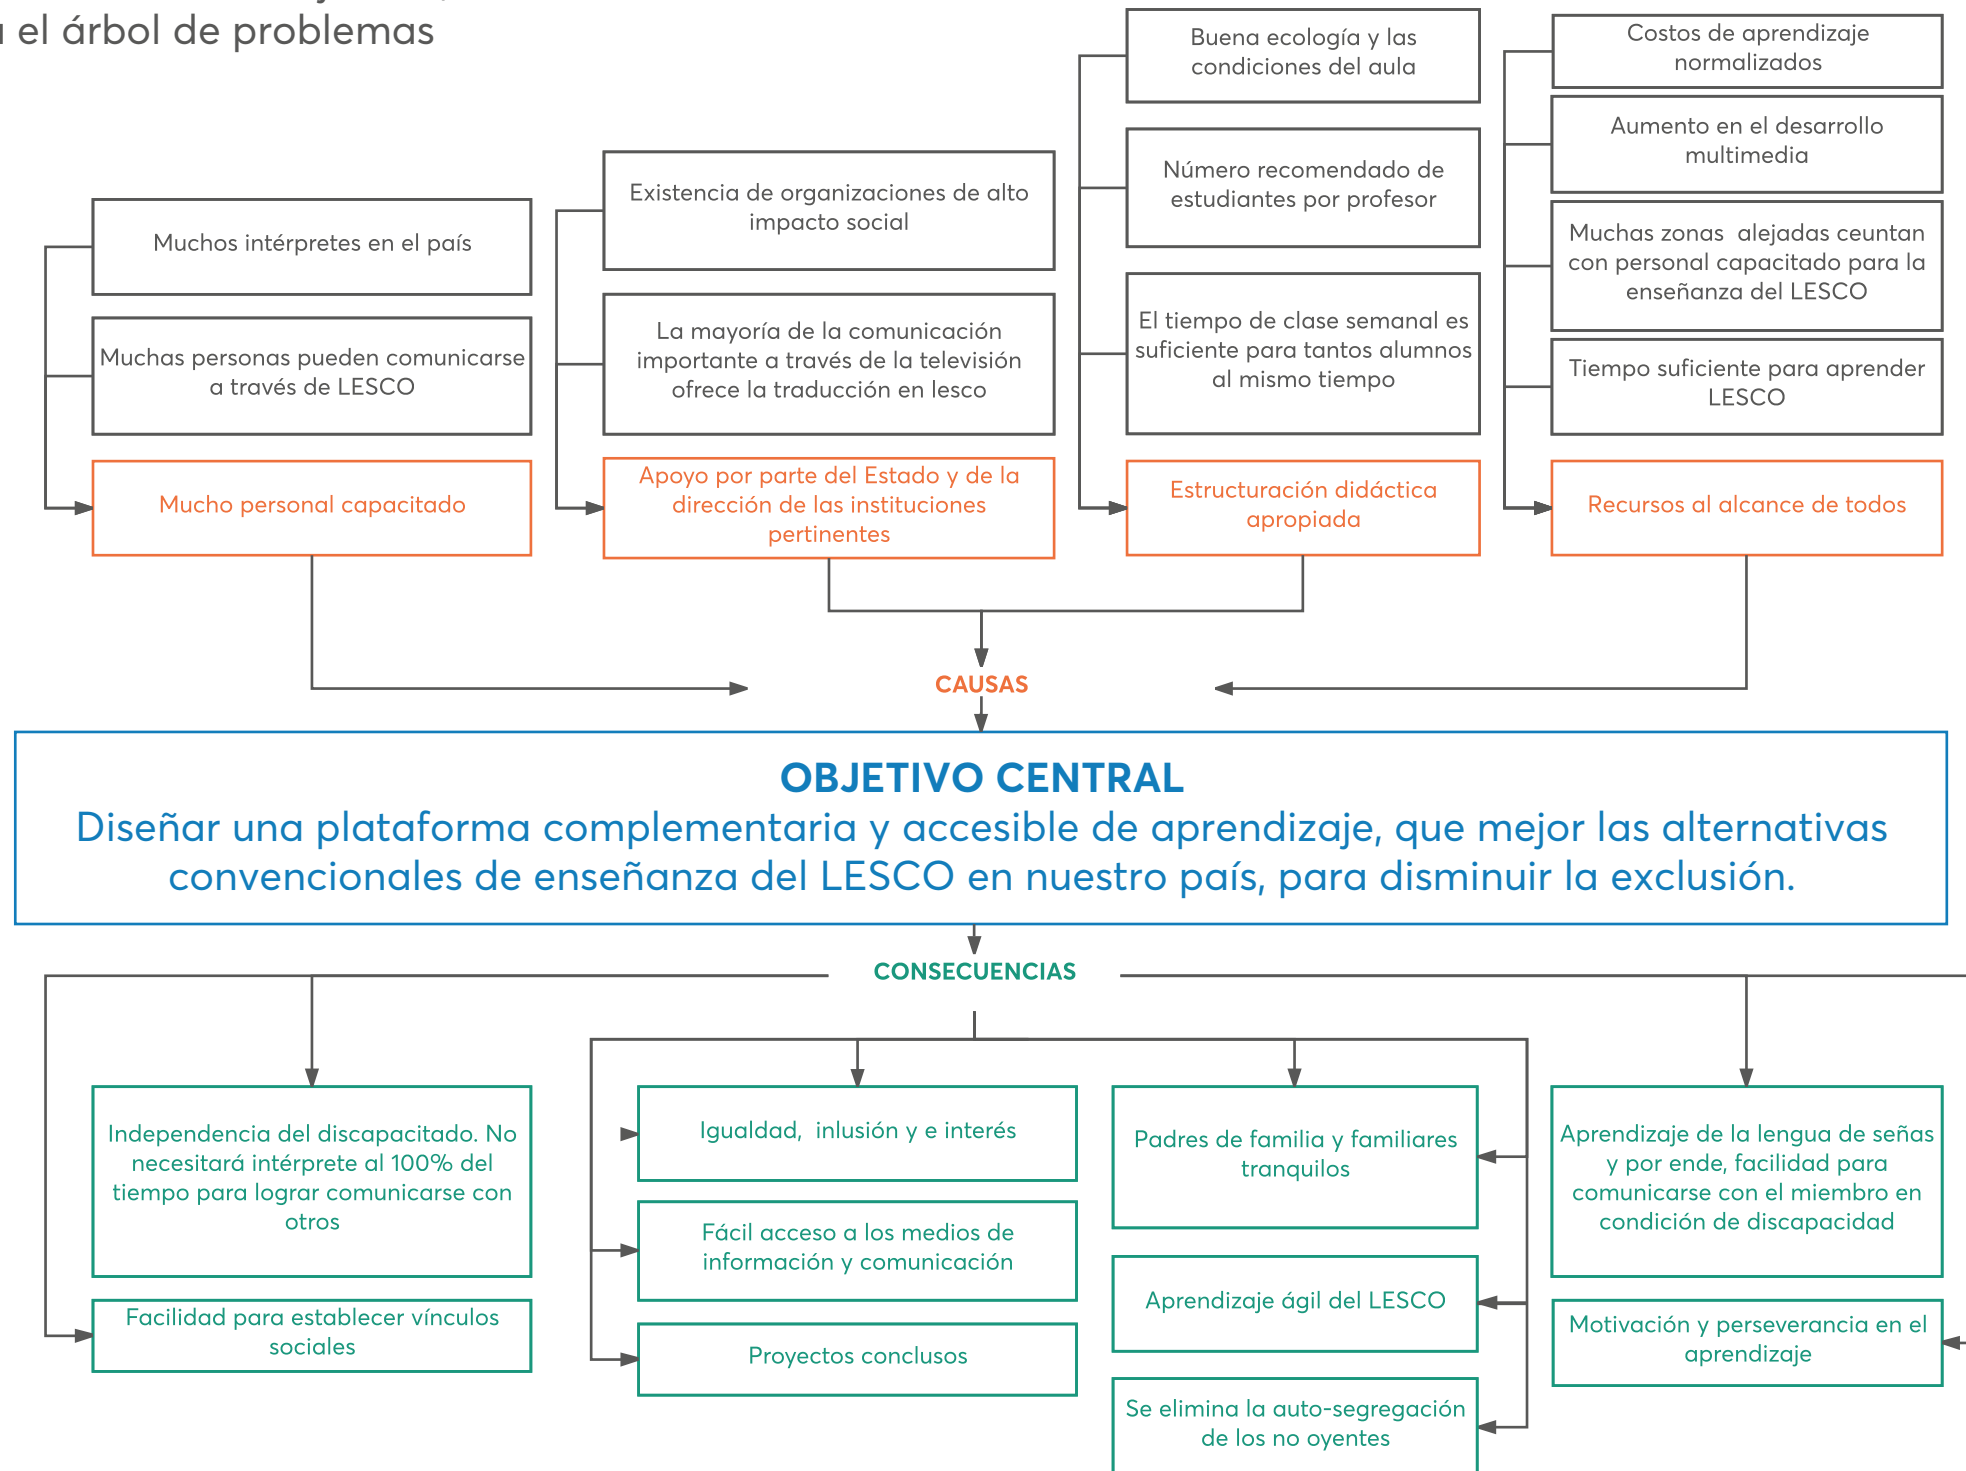 el árbol de problemas
Muchos intérpretes en el país
Muchas personas pueden comunicarse
a través de LESCO
Mucho personal capacitado
Existencia de organizaciones de alto
impacto social
La mayoría de la comunicación
importante a través de la televisión
ofrece la traducción en lesco
Apoyo por parte del Estado y de la
dirección de las instituciones
pertinentes
Buena ecología y las
condiciones del aula
Número recomendado de
estudiantes por profesor
El tiempo de clase semanal es
suficiente para tantos alumnos
al mismo tiempo
Estructuración didáctica
apropiada
Costos de aprendizaje
normalizados
Aumento en el desarrollo
multimedia
Muchas zonas  alejadas ceuntan
con personal capacitado para la
enseñanza del LESCO
Tiempo suficiente para aprender
LESCO
Recursos al alcance de todos
CAUSAS
OBJETIVO CENTRAL
Diseñar una plataforma complementaria y accesible de aprendizaje, que mejor las alternativas
convencionales de enseñanza del LESCO en nuestro país, para disminuir la exclusión.
CONSECUENCIAS
Independencia del discapacitado. No
necesitará intérprete al 100% del
tiempo para lograr comunicarse con
otros
Facilidad para establecer vínculos
sociales
Igualdad,  inlusión y e interés
Fácil acceso a los medios de
información y comunicación
Proyectos conclusos
Padres de familia y familiares
tranquilos
Aprendizaje ágil del LESCO
Se elimina la auto-segregación
de los no oyentes
Aprendizaje de la lengua de señas
y por ende, facilidad para
comunicarse con el miembro en
condición de discapacidad
Motivación y perseverancia en el
aprendizaje